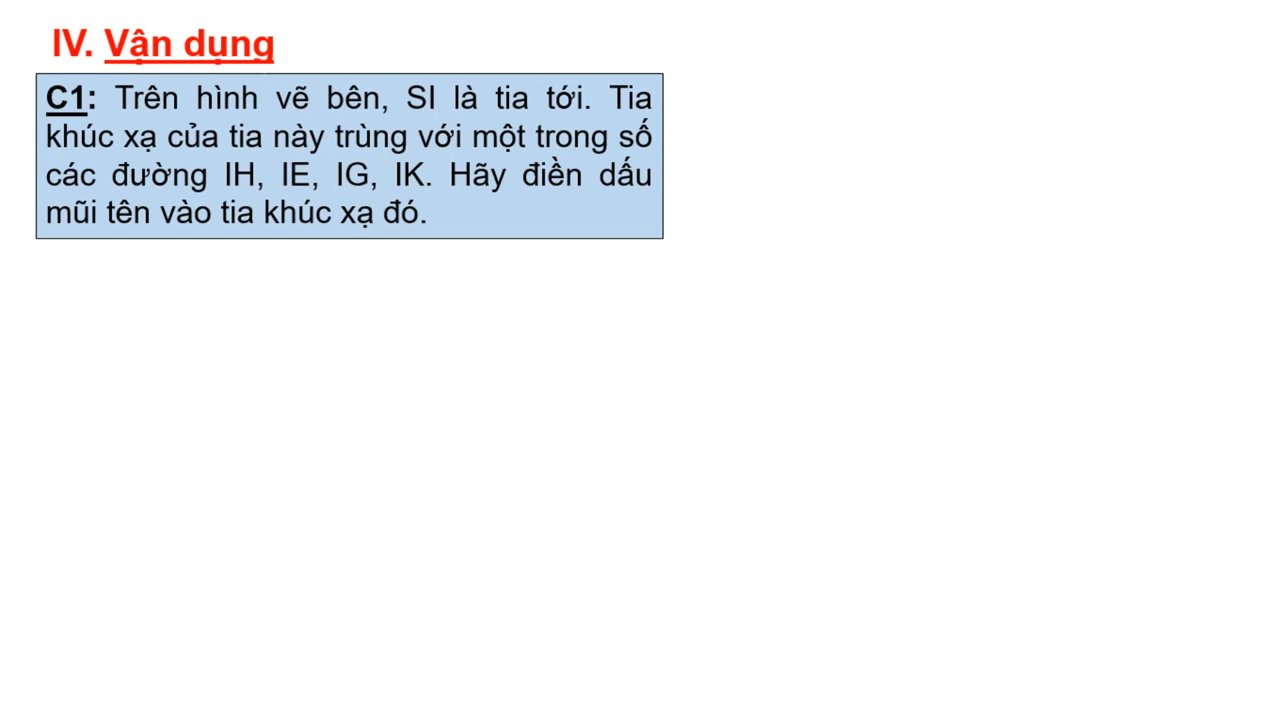 IV. Vận dụng
C1: Trên hình vẽ bên, SI là tia tới. Tia
khúc xạ của tia này trùng với một trong số
các đường IH, IE, IG, IK. Hãy điền dấu
mũi tên vào tia khúc xạ đó.